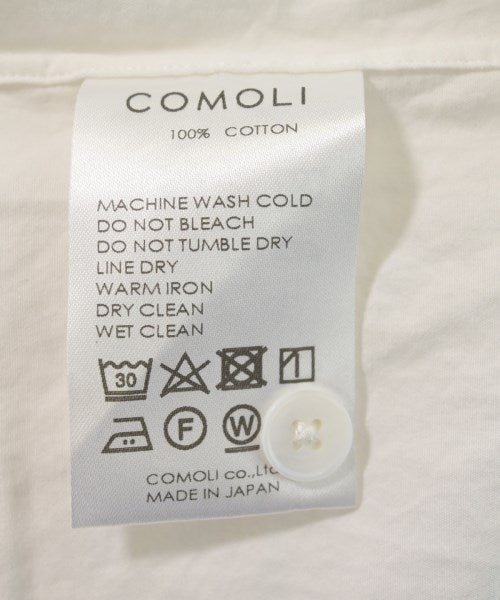 COMOLI
100% COTTON
MACHINE WASH COLD
DO NOT BLEACH
DO NOT TUMBLE DRY
LINE DRY
WARM IRON
DRY CLEAN
WET CLEAN
30
F W
COMOLI co.,Ltd
MADE IN JAPAN